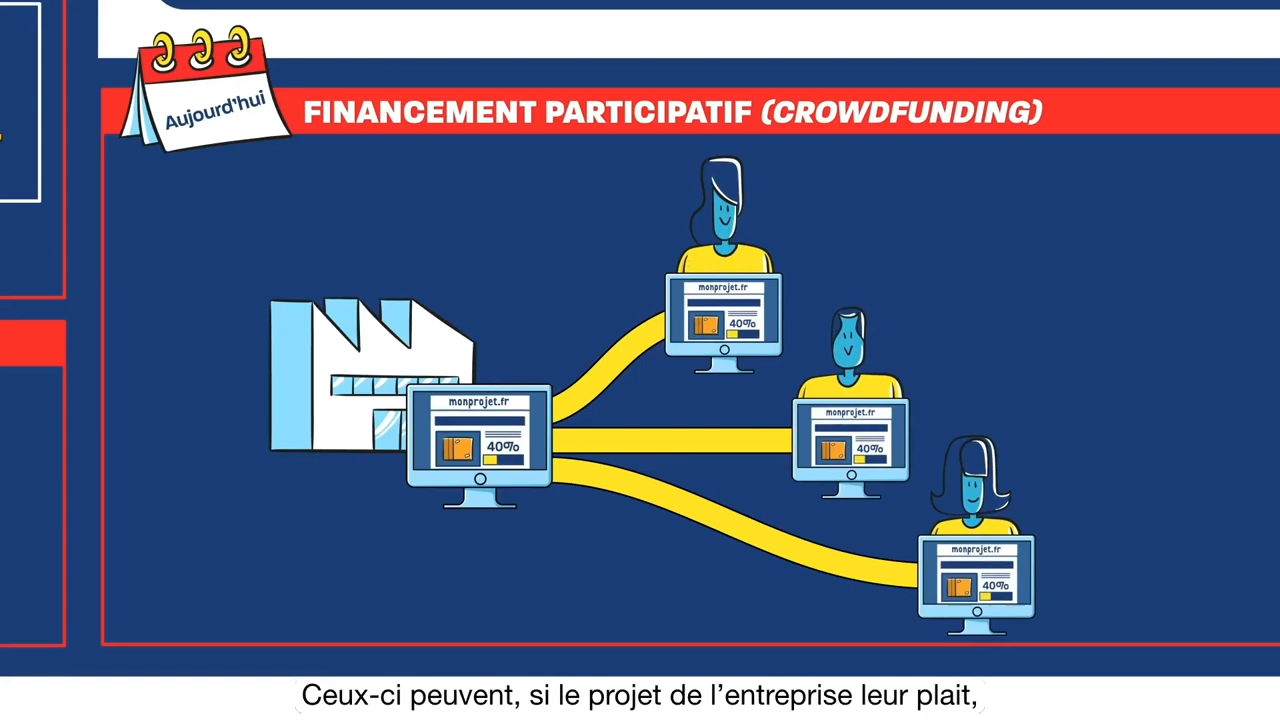 Aujourd'hui
FINANCEMENT PARTICIPATIF (CROWDFUNDING)
monprojet.fr
40%
monprojet.fr
40%
monprojet.fr
40%
monprojet.fr
40%
Ceux-ci peuvent, si le projet de l'entreprise leur plait,